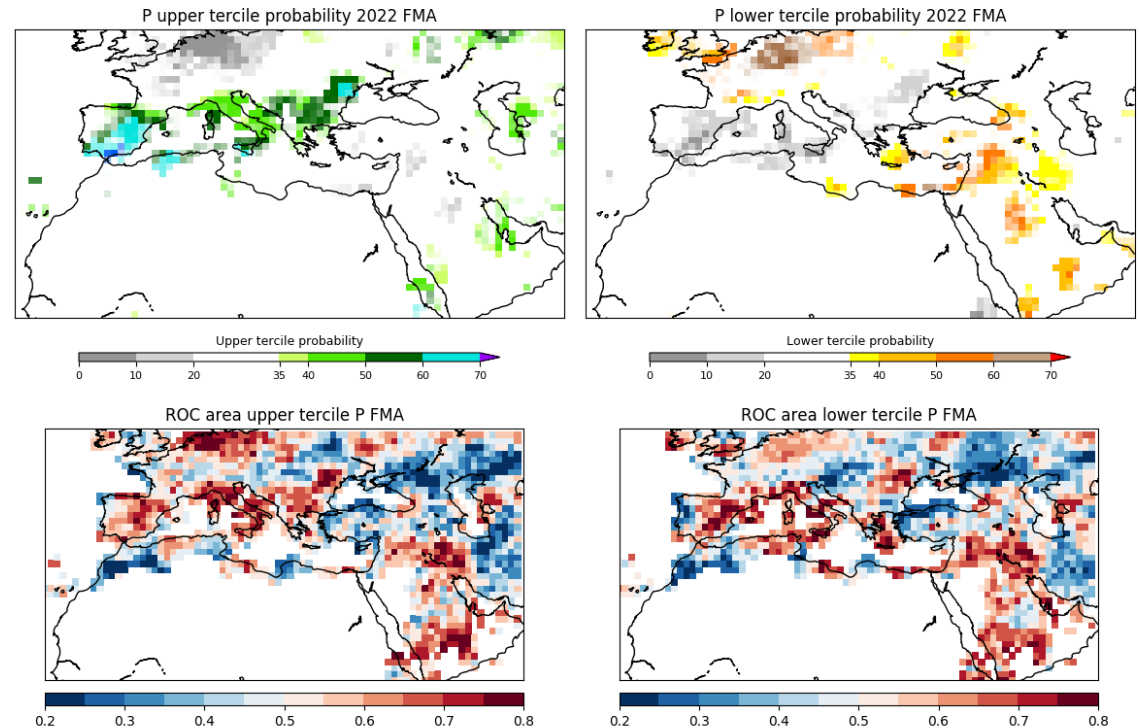 P upper tercile probability 2022 FMA
P lower tercile probability 2022 FMA
Upper tercile probability
0 10 20 35 40 50 60 70
Lower tercile probability
0 10 20 35 40 50 60 70
ROC area upper tercile P FMA
ROC area lower tercile P FMA
0.2 0.3 0.4 0.5 0.6 0.7 0.8
0.2 0.3 0.4 0.5 0.6 0.7 0.8